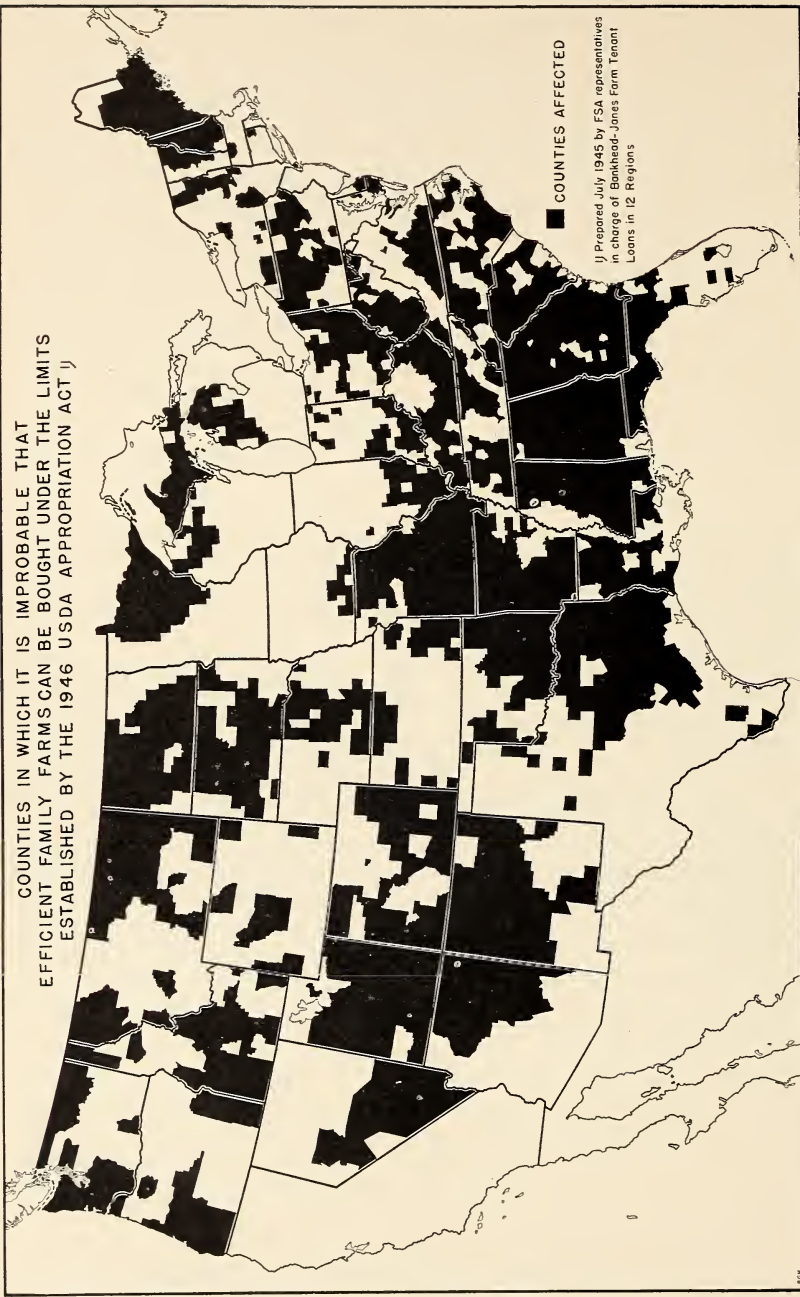 COUNTIES IN WHICH IT IS IMPROBABLE THAT
EFFICIENT FAMILY FARMS CAN BE BOUGHT UNDER THE LIMITS
ESTABLISHED BY THE 1946 USDA APPROPRIATION ACT 1/
COUNTIES AFFECTED
1/ Prepared July 1945 by FSA representatives
in charge of Bankhead-Janes Farm Tenant
Loans in 12 Regions